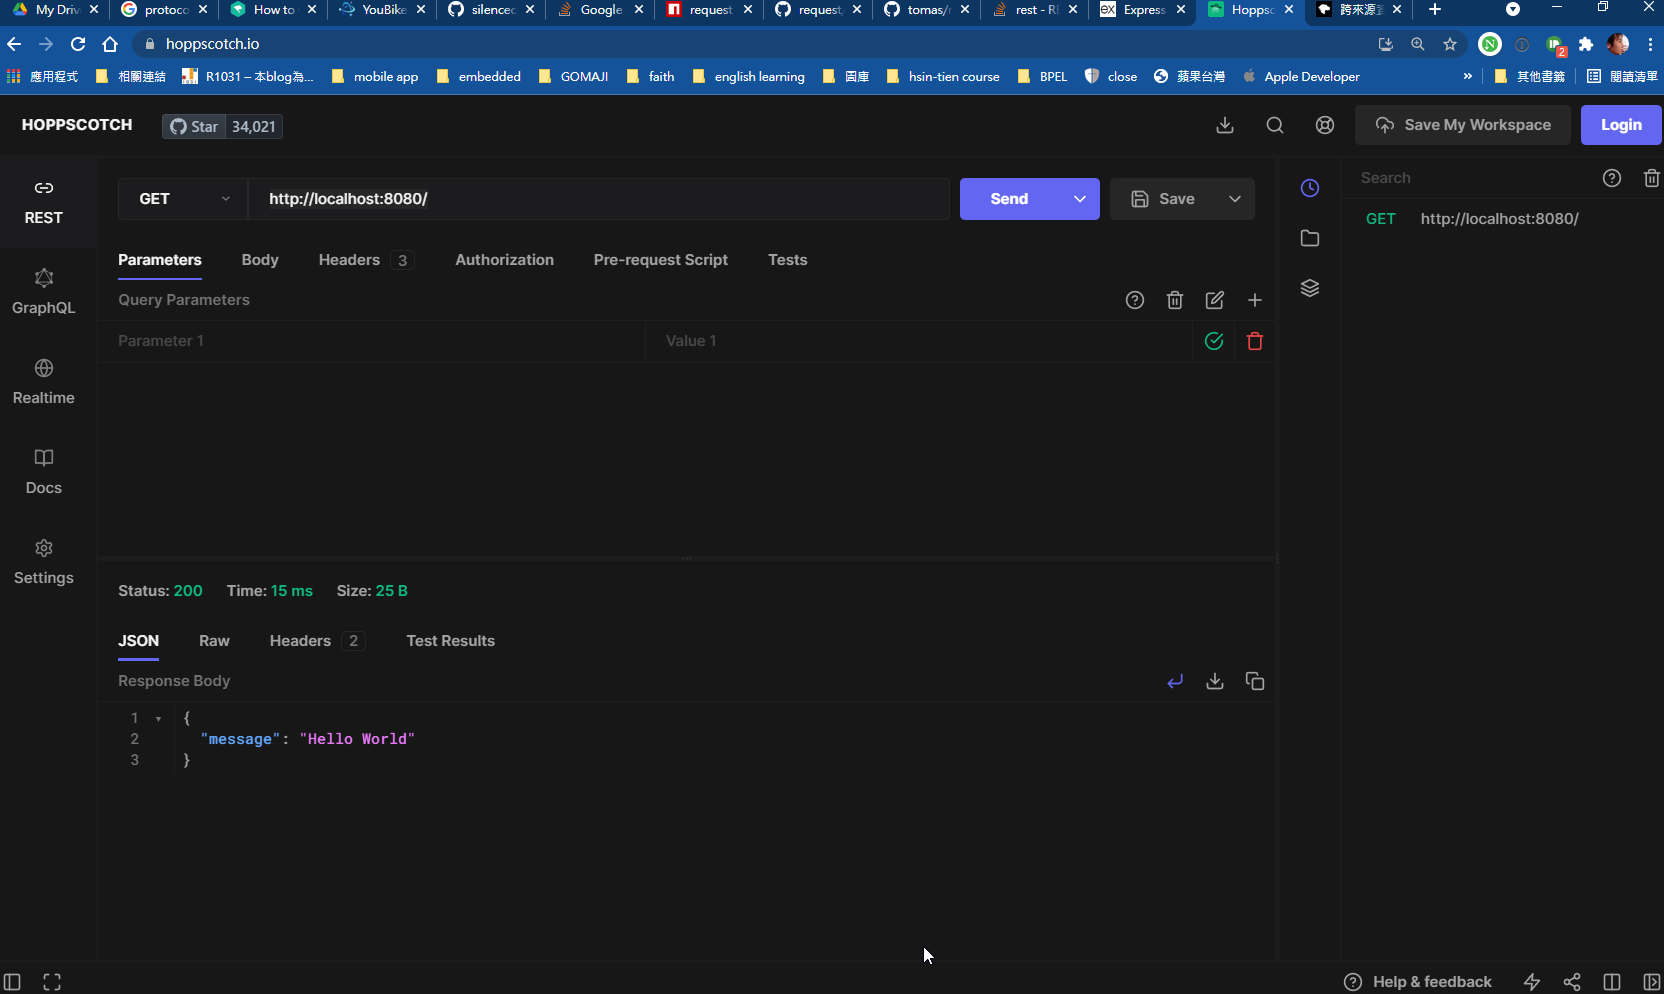 My Driv protoco How to YouBike silencec Google request request/ tomas/r rest - RE Express Hoppsc 跨來源
hoppscotch.io
應用程式 相關連結 R1031 – 本blog為... mobile app embedded GOMAJI faith english learning 圖庫 hsin-tien course BPEL close 蘋果台灣 Apple Developer » 其他書籤 閱讀清單
HOPPSCOTCH Star 34,021 Save My Workspace Login
REST
GraphQL
Realtime
Docs
Settings
GET http://localhost:8080/ Send Save
Parameters Body Headers 3 Authorization Pre-request Script Tests
Query Parameters
Parameter 1 Value 1
Status: 200 Time: 15 ms Size: 25 B
JSON Raw Headers 2 Test Results
Response Body
1 {
2 "message": "Hello World"
3 }
Search
GET http://localhost:8080/
Help & feedback